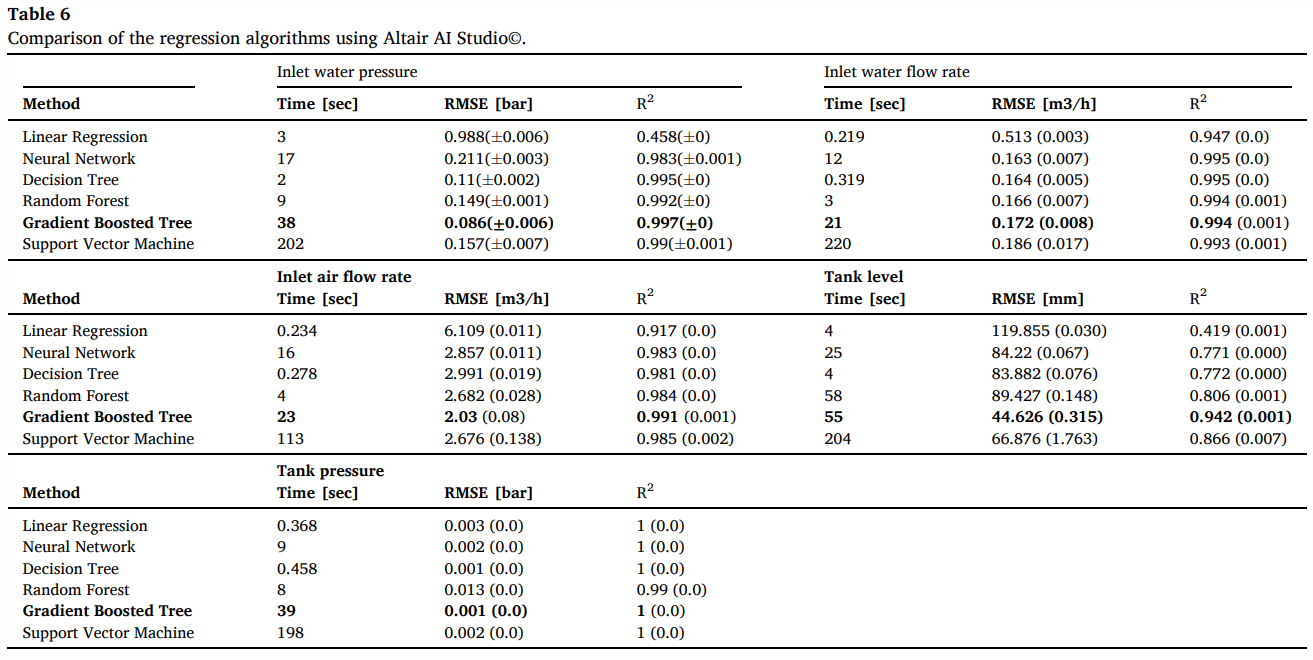 Table 6
Comparison of the regression algorithms using Altair AI Studio©.
Inlet water pressure Inlet water flow rate
Method Time [sec] RMSE [bar] R² Time [sec] RMSE [m3/h] R²
Linear Regression 3 0.988(±0.006) 0.458(±0) 0.219 0.513 (0.003) 0.947 (0.0)
Neural Network 17 0.211(±0.003) 0.983(±0.001) 12 0.163 (0.007) 0.995 (0.0)
Decision Tree 2 0.11(±0.002) 0.995(±0) 0.319 0.164 (0.005) 0.995 (0.0)
Random Forest 9 0.149(±0.001) 0.992(±0) 3 0.166 (0.007) 0.994 (0.001)
Gradient Boosted Tree 38 0.086(±0.006) 0.997(±0) 21 0.172 (0.008) 0.994 (0.001)
Support Vector Machine 202 0.157(±0.007) 0.99(±0.001) 220 0.186 (0.017) 0.993 (0.001)
Inlet air flow rate Tank level
Method Time [sec] RMSE [m3/h] R² Time [sec] RMSE [mm] R²
Linear Regression 0.234 6.109 (0.011) 0.917 (0.0) 4 119.855 (0.030) 0.419 (0.001)
Neural Network 16 2.857 (0.011) 0.983 (0.0) 25 84.22 (0.067) 0.771 (0.000)
Decision Tree 0.278 2.991 (0.019) 0.981 (0.0) 4 83.882 (0.076) 0.772 (0.000)
Random Forest 4 2.682 (0.028) 0.984 (0.0) 58 89.427 (0.148) 0.806 (0.001)
Gradient Boosted Tree 23 2.03 (0.08) 0.991 (0.001) 55 44.626 (0.315) 0.942 (0.001)
Support Vector Machine 113 2.676 (0.138) 0.985 (0.002) 204 66.876 (1.763) 0.866 (0.007)
Tank pressure
Method Time [sec] RMSE [bar] R²
Linear Regression 0.368 0.003 (0.0) 1 (0.0)
Neural Network 9 0.002 (0.0) 1 (0.0)
Decision Tree 0.458 0.001 (0.0) 1 (0.0)
Random Forest 8 0.013 (0.0) 0.99 (0.0)
Gradient Boosted Tree 39 0.001 (0.0) 1 (0.0)
Support Vector Machine 198 0.002 (0.0) 1 (0.0)